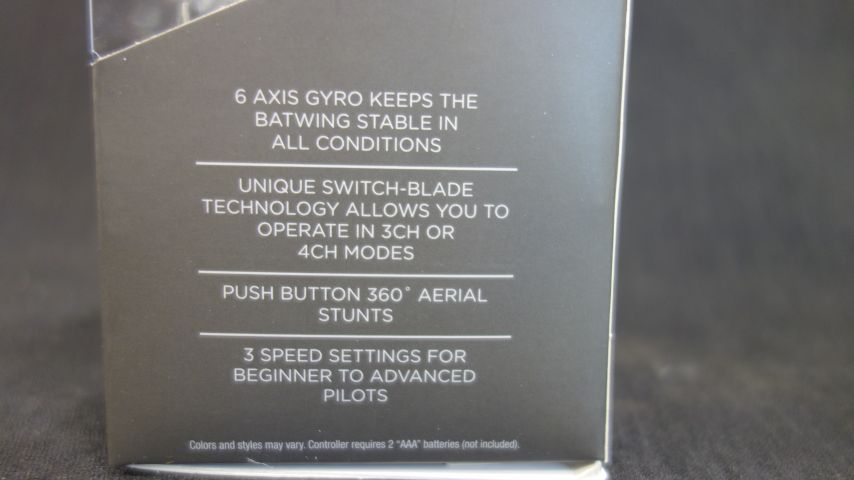 6 AXIS GYRO KEEPS THE
BATWING STABLE IN
ALL CONDITIONS
UNIQUE SWITCH-BLADE
TECHNOLOGY ALLOWS YOU TO
OPERATE IN 3CH OR
4CH MODES
PUSH BUTTON 360° AERIAL
STUNTS
3 SPEED SETTINGS FOR
BEGINNER TO ADVANCED
PILOTS
Colors and styles may vary. Controller requires 2 "AAA" batteries (not included).